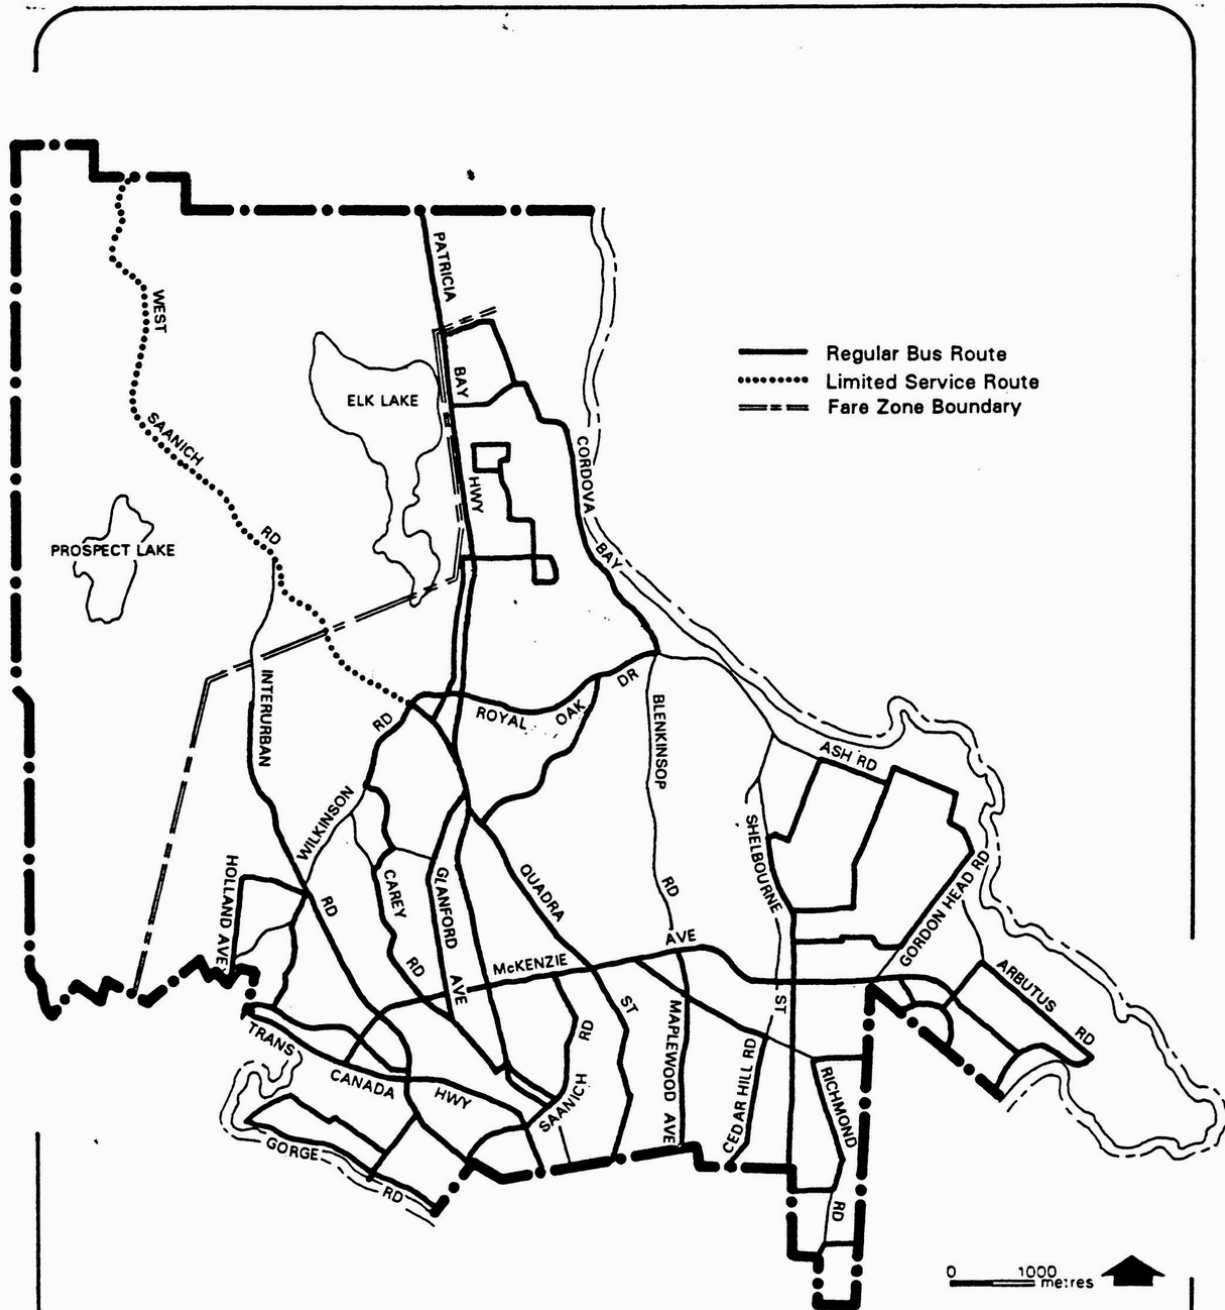 PATRICIA
WEST
Regular Bus Route
Limited Service Route
Fare Zone Boundary
BAY
ELK LAKE
SAANICH
CORDOVA
HWY
RD
PROSPECT LAKE
BAY
INTERURBAN
RD
ROYAL OAK DR
BLENKINSOP
ASH RD
WILKINSON
SHELBOURNE
HOLLAND AVE
CAREY
GLANFORD
QUADRA
RD
RD
GORDON HEAD RD
AVE
McKENZIE
RD
AVE
ST
ST
ARBUTUS
RD
TRANS
CANADA
HWY
RD
SAANICH
MAPLEWOOD AVE
CEDAR HILL RD
RICHMOND
RD
GORGE
RD
0 1000
metres